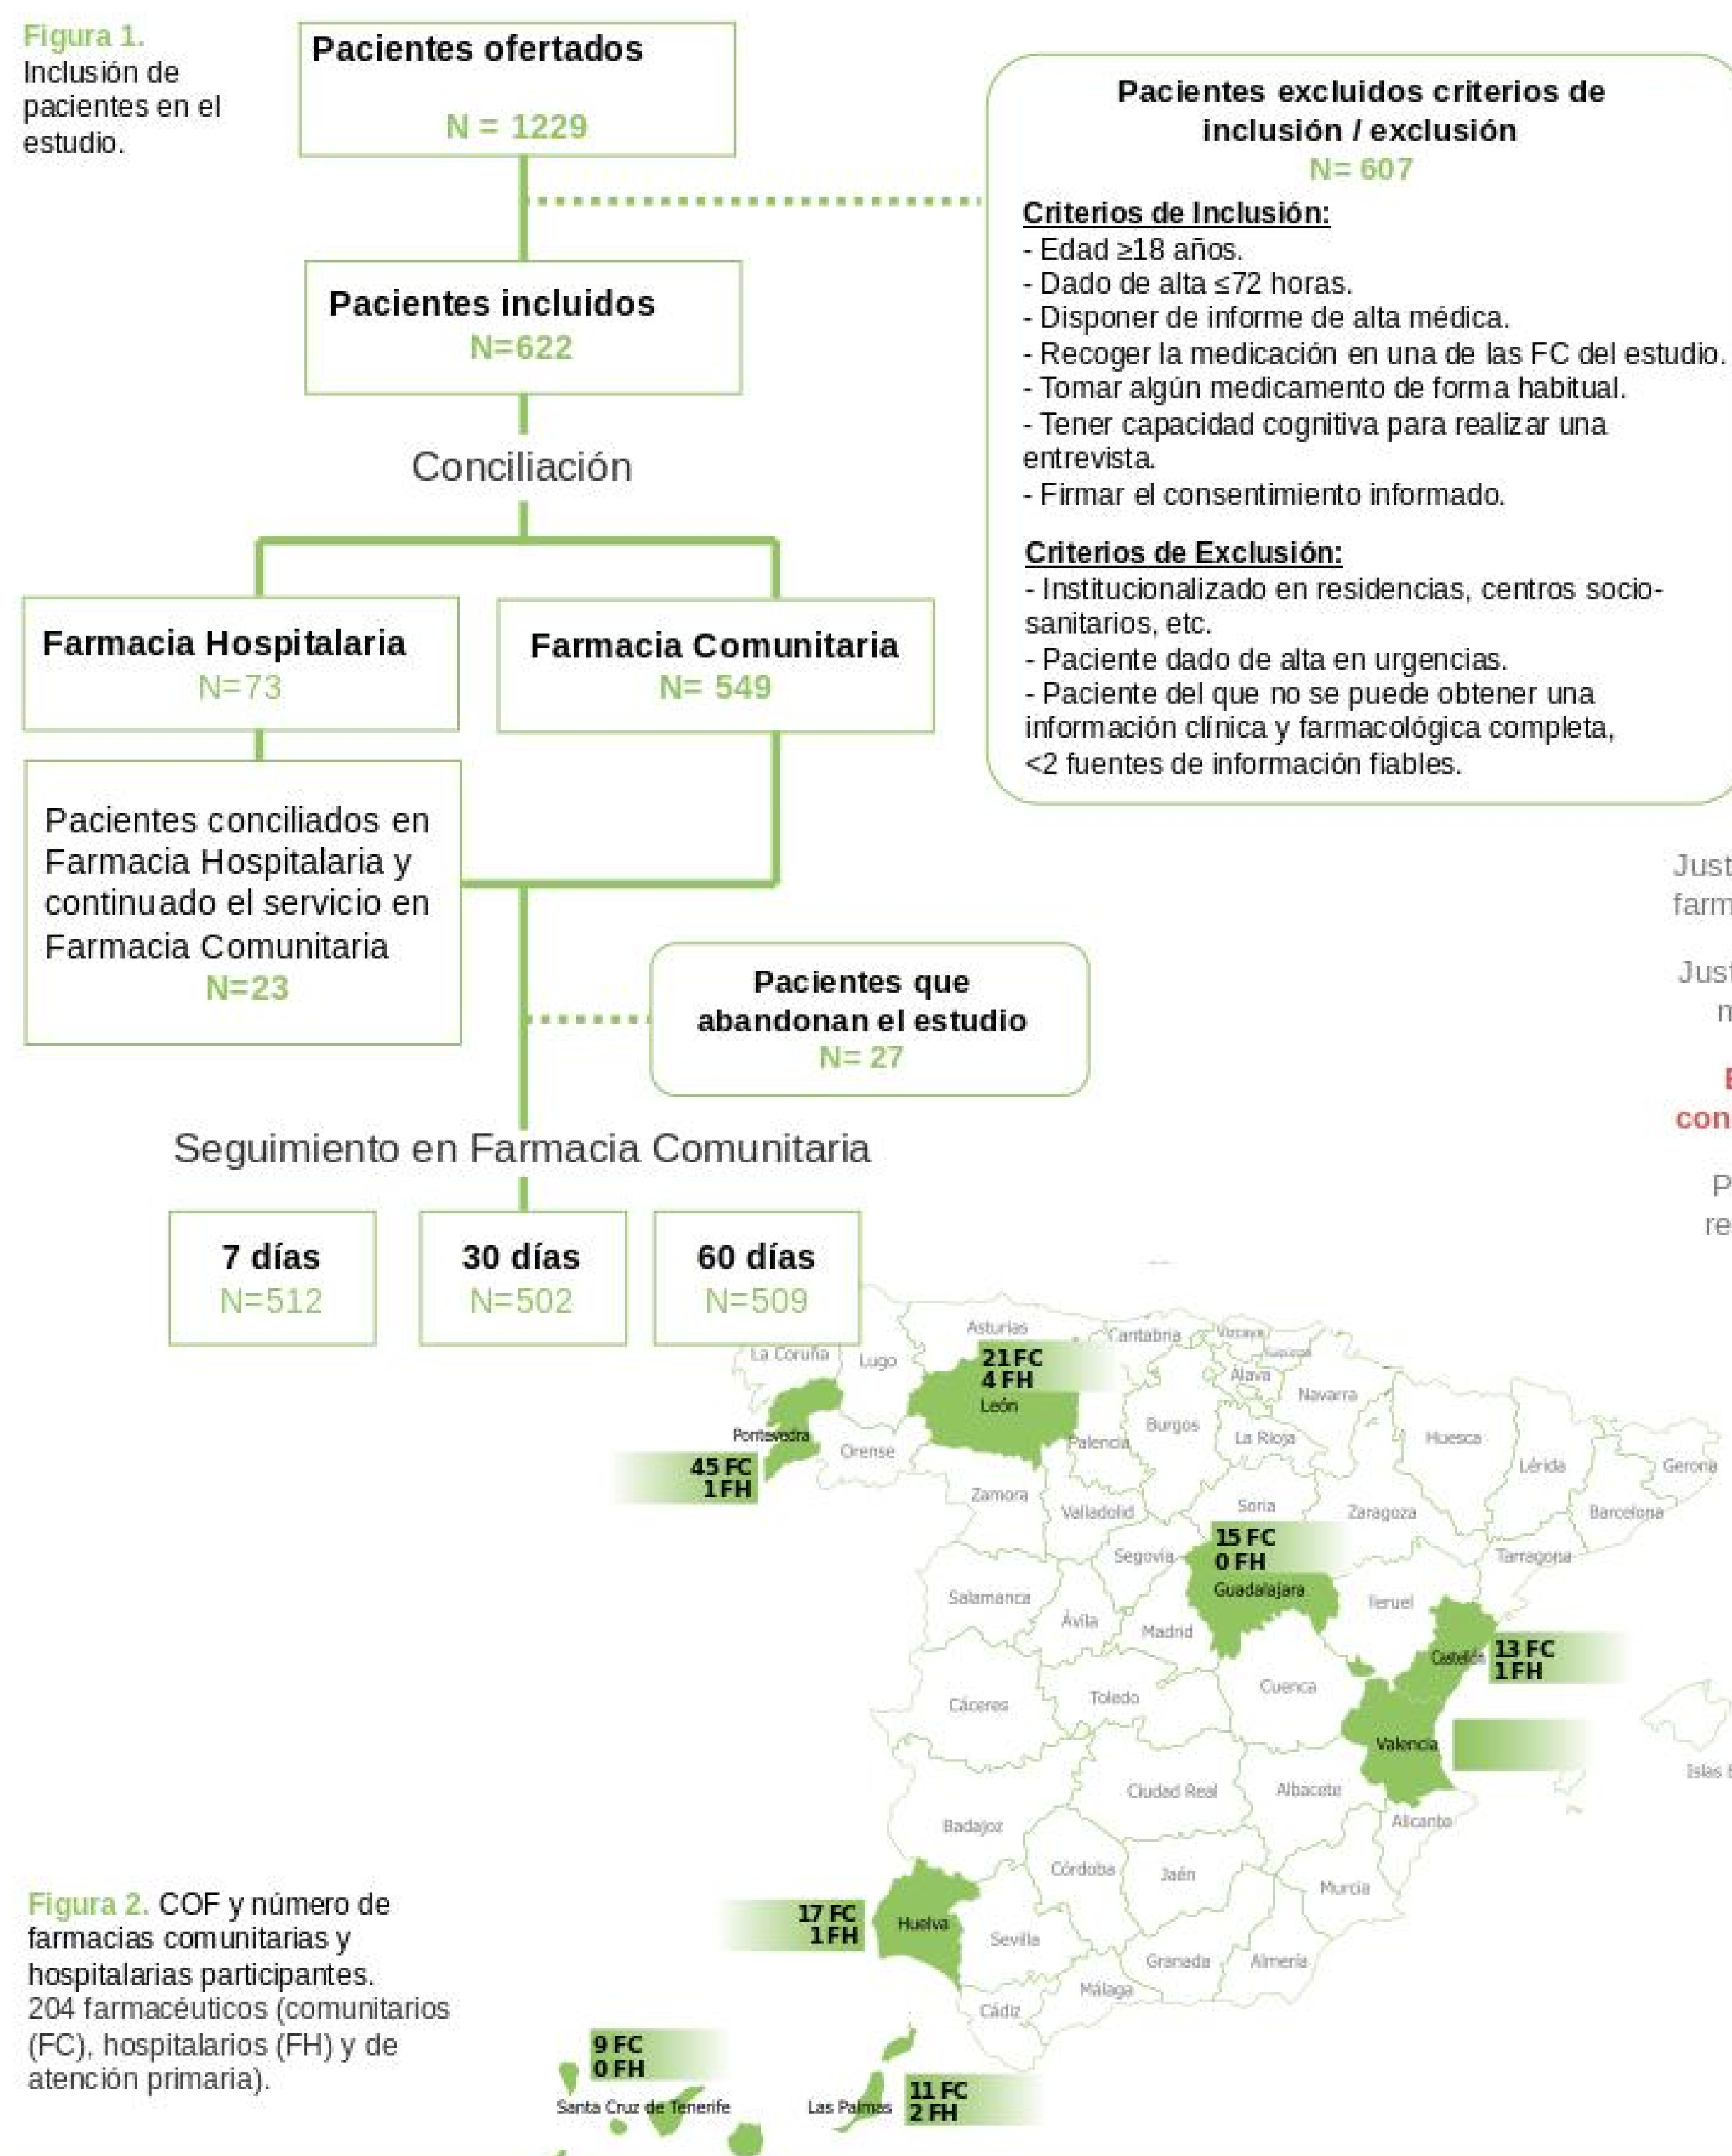 Figura 1.
Inclusión de
pacientes en el
estudio.
Pacientes ofertados
N = 1229
Pacientes excluidos criterios de
inclusión / exclusión
N= 607
Criterios de Inclusión:
- Edad ≥18 años.
- Dado de alta ≤72 horas.
- Disponer de informe de alta médica.
- Recoger la medicación en una de las FC del estudio.
- Tomar algún medicamento de forma habitual.
- Tener capacidad cognitiva para realizar una
entrevista.
- Firmar el consentimiento informado.
Criterios de Exclusión:
- Institucionalizado en residencias, centros socio-
sanitarios, etc.
- Paciente dado de alta en urgencias.
- Paciente del que no se puede obtener una
información clínica y farmacológica completa,
<2 fuentes de información fiables.
Pacientes incluidos
N=622
Conciliación
Farmacia Hospitalaria
N=73
Farmacia Comunitaria
N= 549
Pacientes conciliados en
Farmacia Hospitalaria y
continuado el servicio en
Farmacia Comunitaria
N=23
Pacientes que
abandonan el estudio
N= 27
Seguimiento en Farmacia Comunitaria
7 días
N=512
30 días
N=502
60 días
N=509
Just
farm
Just
con
re
Asturias
Cantabria
Vizcaya
La Coruña
Lugo
21 FC
4 FH
León
Álava
Navarra
Pontevedra
Orense
Palencia
Burgos
La Rioja
Huesca
Lérida
Gerona
45 FC
1 FH
Zamora
Valladolid
Soria
Zaragoza
Barcelona
15 FC
0 FH
Guadalajara
Segovia
Tarragona
Salamanca
Ávila
Madrid
Teruel
Castellón
13 FC
1 FH
Cáceres
Toledo
Cuenca
Valencia
Islas
Ciudad Real
Albacete
Badajoz
Alicante
Córdoba
Jaén
Murcia
17 FC
1 FH
Huelva
Sevilla
Granada
Almería
Málaga
Cádiz
Figura 2. COF y número de
farmacias comunitarias y
hospitalarias participantes.
204 farmacéuticos (comunitarios
(FC), hospitalarios (FH) y de
atención primaria).
9 FC
0 FH
Santa Cruz de Tenerife
Las Palmas
11 FC
2 FH